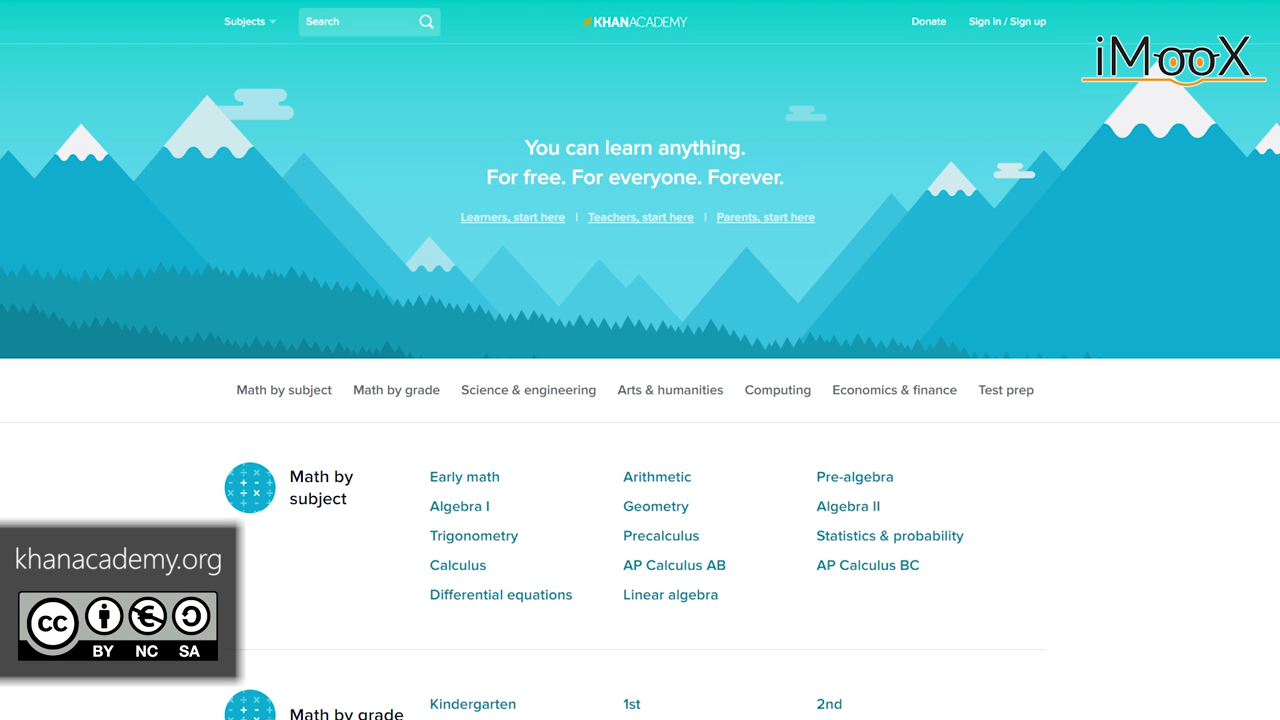 Subjects
Search
KHANACADEMY
Donate
Sign in / Sign up
iMooX
You can learn anything.
For free. For everyone. Forever.
Learners, start here | Teachers, start here | Parents, start here
Math by subject
Math by grade
Science & engineering
Arts & humanities
Computing
Economics & finance
Test prep
Math by
subject
Early math
Arithmetic
Pre-algebra
Algebra I
Geometry
Algebra II
Trigonometry
Precalculus
Statistics & probability
Calculus
AP Calculus AB
AP Calculus BC
Differential equations
Linear algebra
khanacademy.org
CC
BY NC SA
Math by grade
Kindergarten
1st
2nd